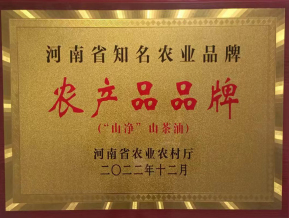 河南省知名农业品牌
农产品品牌
(“山净”山茶油)
河南省农业农村厅
二〇二二年十二月